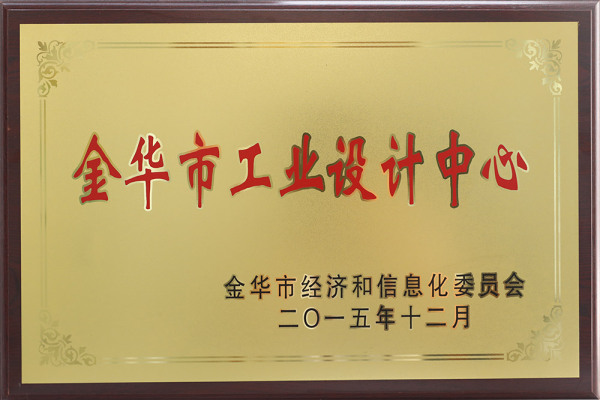 金华市工业设计中心
金华市经济和信息化委员会
二〇一五年十二月